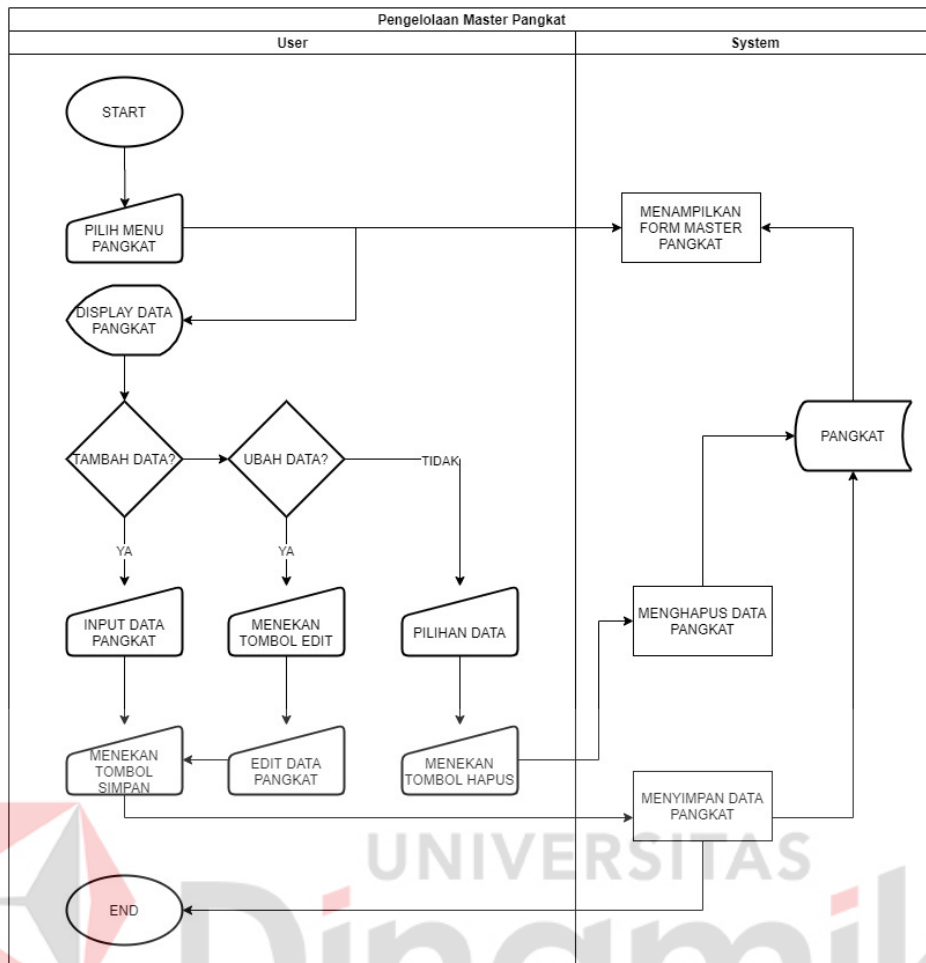 Pengelolaan Master Pangkat
User
System
START
PILIH MENU
PANGKAT
MENAMPILKAN
FORM MASTER
PANGKAT
DISPLAY DATA
PANGKAT
TAMBAH DATA?
UBAH DATA?
TIDAK
PANGKAT
YA
YA
INPUT DATA
PANGKAT
MENEKAN
TOMBOL EDIT
PILIHAN DATA
MENGHAPUS DATA
PANGKAT
MENEKAN
TOMBOL
SIMPAN
EDIT DATA
PANGKAT
MENEKAN
TOMBOL HAPUS
MENYIMPAN DATA
PANGKAT
UNIVERSITAS
Dinamik
END